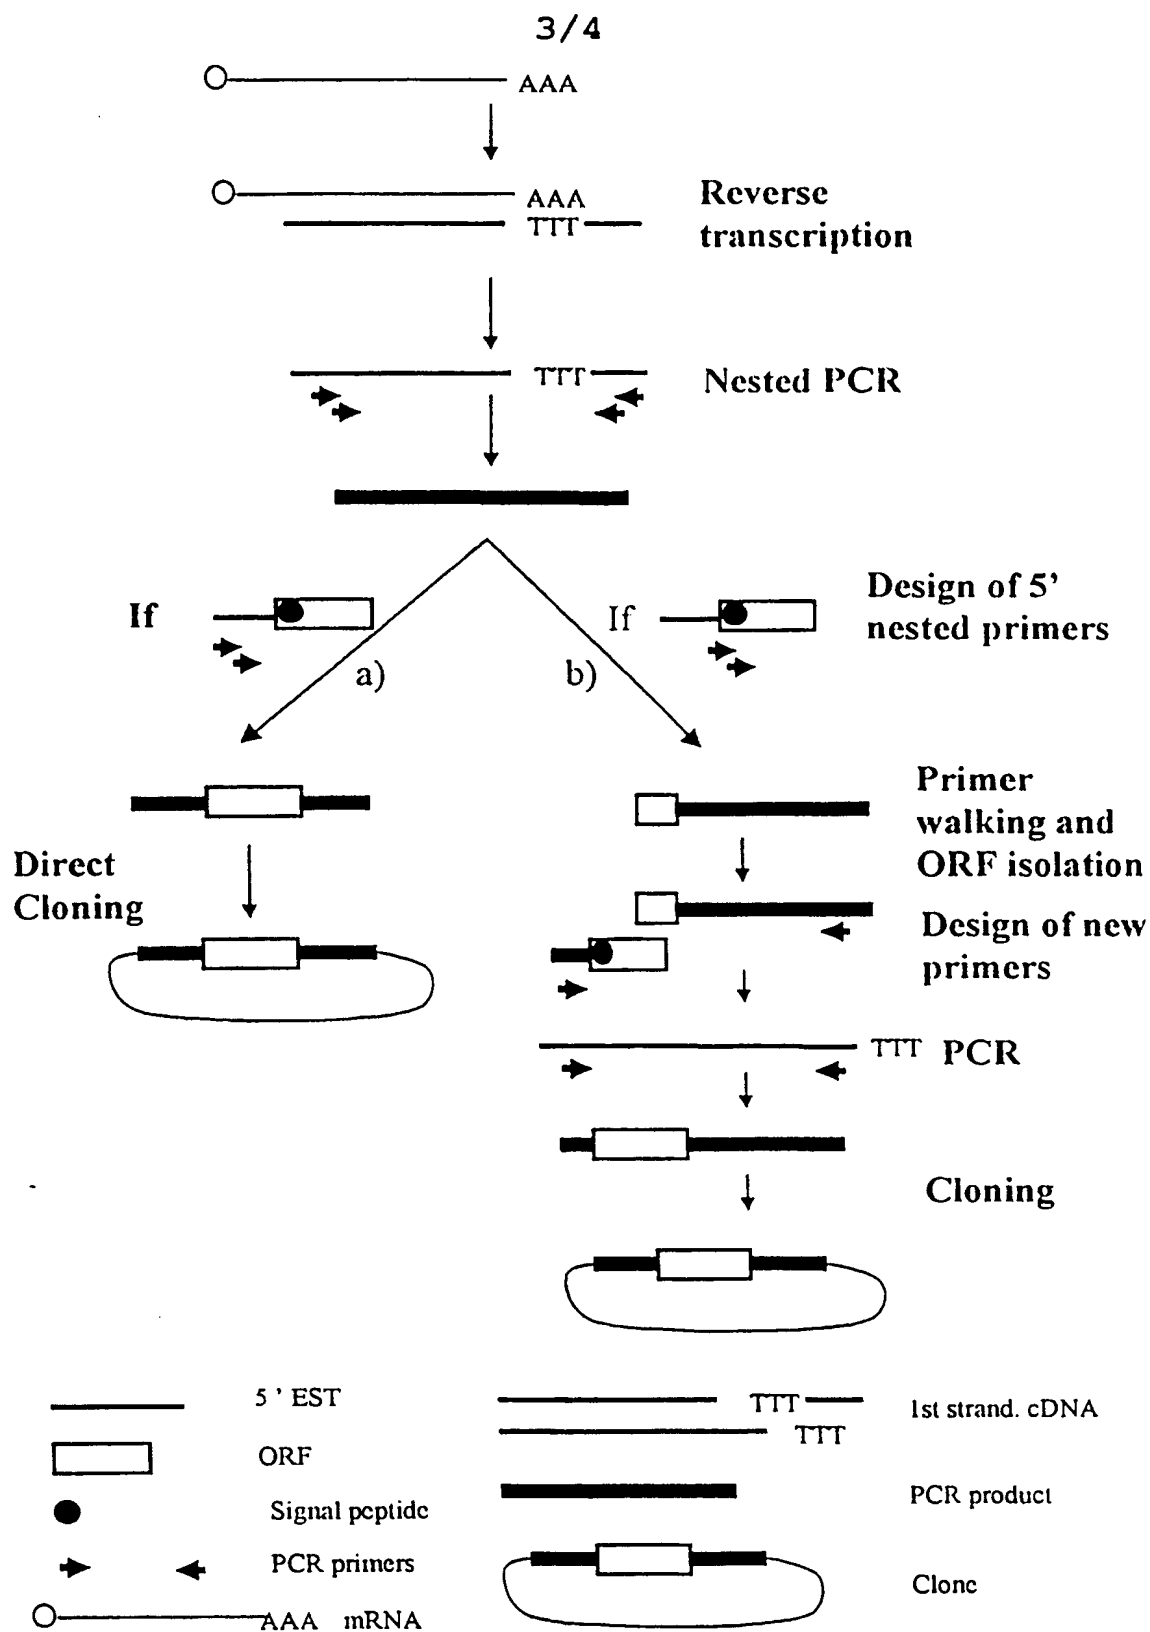 3/4
AAA
AAA
TTT
Reverse
transcription
TTT
Nested PCR
If
a)
If
b)
Design of 5'
nested primers
Direct
Cloning
Primer
walking and
ORF isolation
Design of new
primers
TTT
PCR
Cloning
5 ' EST
ORF
Signal peptide
PCR primers
AAA mRNA
TTT
TTT
1st strand. cDNA
PCR product
Clone